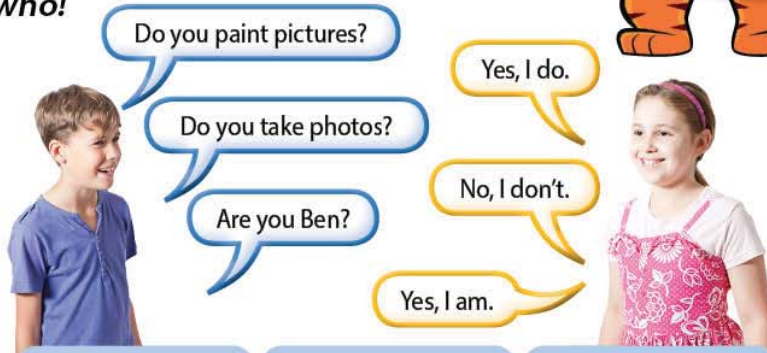 who!
Do you paint pictures?
Yes, I do.
Do you take photos?
No, I don't.
Are you Ben?
Yes, I am.